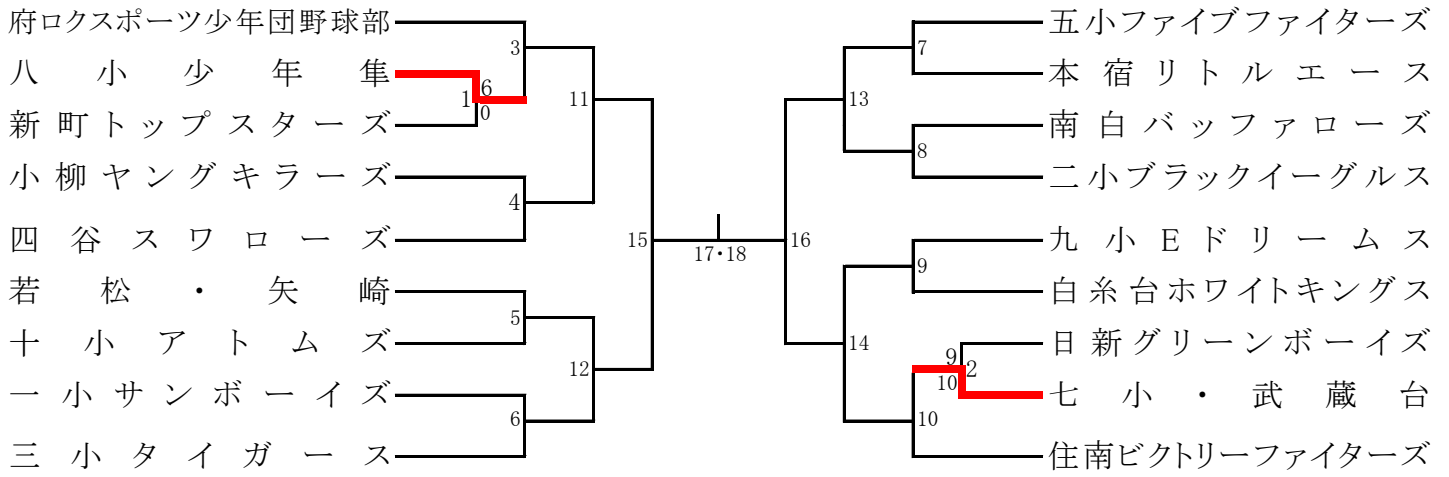 府ロクスポーツ少年団野球部
3
八小少年隼
1
6
0
11
新町トップスターズ
小柳ヤングキラーズ
4
四谷スワローズ
15
若松・矢崎
5
十小アトムズ
12
一小サンボーイズ
6
三小タイガース
17・18
五小ファイブファイターズ
7
本宿リトルエース
13
南白バッファローズ
8
二小ブラックイーグルス
16
九小Eドリームス
9
白糸台ホワイトキングス
14
日新グリーンボーイズ
9
2
10
七小・武蔵台
10
住南ビクトリーファイターズ